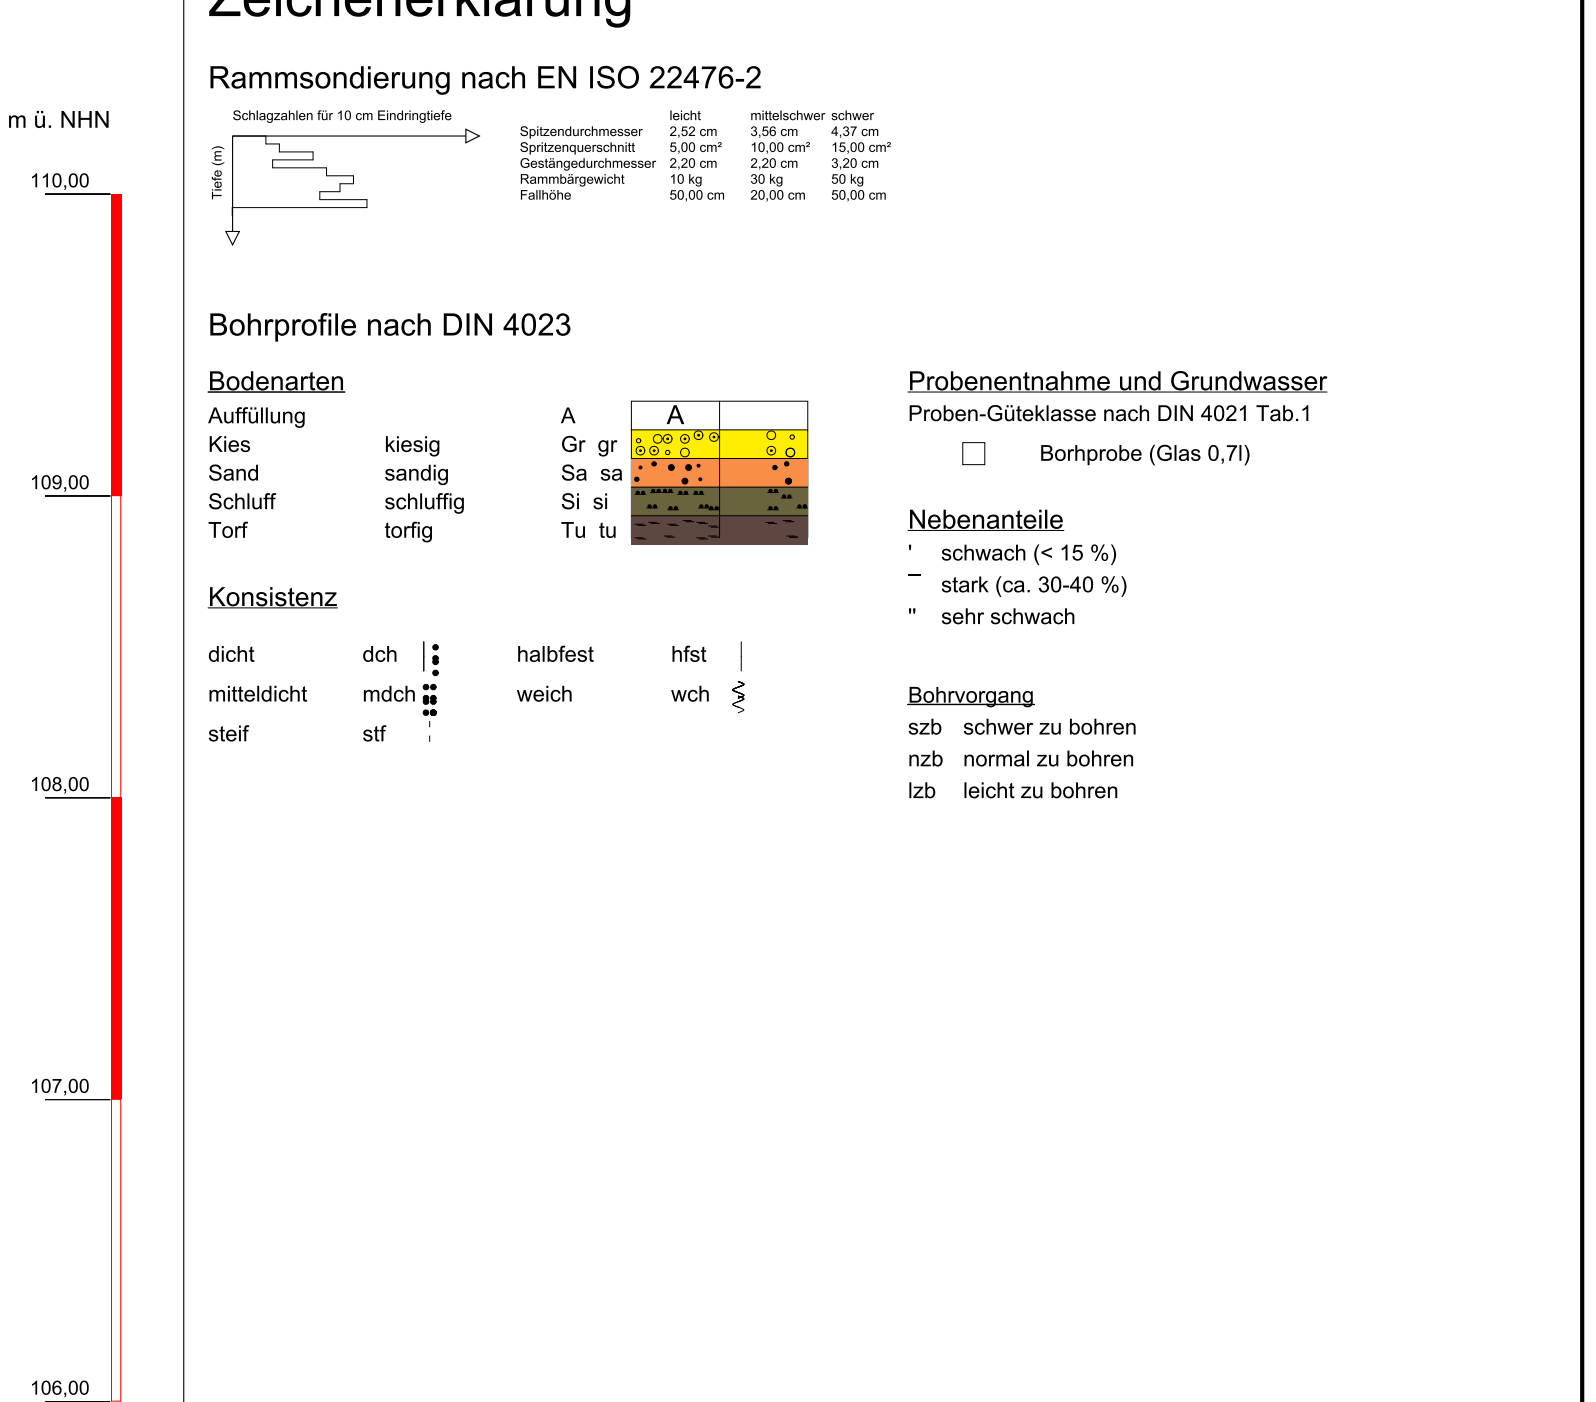 Zeichenerklärung
Rammsondierung nach EN ISO 22476-2
m ü. NHN
110,00
109,00
108,00
107,00
106,00
Schlagzahlen für 10 cm Eindringtiefe
Tiefe (m)
leicht mittelschwer schwer
Spitzendurchmesser 2,52 cm 3,56 cm 4,37 cm
Spritzenquerschnitt 5,00 cm² 10,00 cm² 15,00 cm²
Gestängedurchmesser 2,20 cm 2,20 cm 3,20 cm
Rammbärgewicht 10 kg 30 kg 50 kg
Fallhöhe 50,00 cm 20,00 cm 50,00 cm
Bohrprofile nach DIN 4023
Bodenarten
Auffüllung A A
Kies kiesig Gr gr
Sand sandig Sa sa
Schluff schluffig Si si
Torf torfig Tu tu
Konsistenz
dicht dch halbfest hfst
mitteldicht mdch weich wch
steif stf
Probenentnahme und Grundwasser
Proben-Güteklasse nach DIN 4021 Tab.1
Borhprobe (Glas 0,7l)
Nebenanteile
' schwach (< 15 %)
‾ stark (ca. 30-40 %)
" sehr schwach
Bohrvorgang
szb schwer zu bohren
nzb normal zu bohren
lzb leicht zu bohren